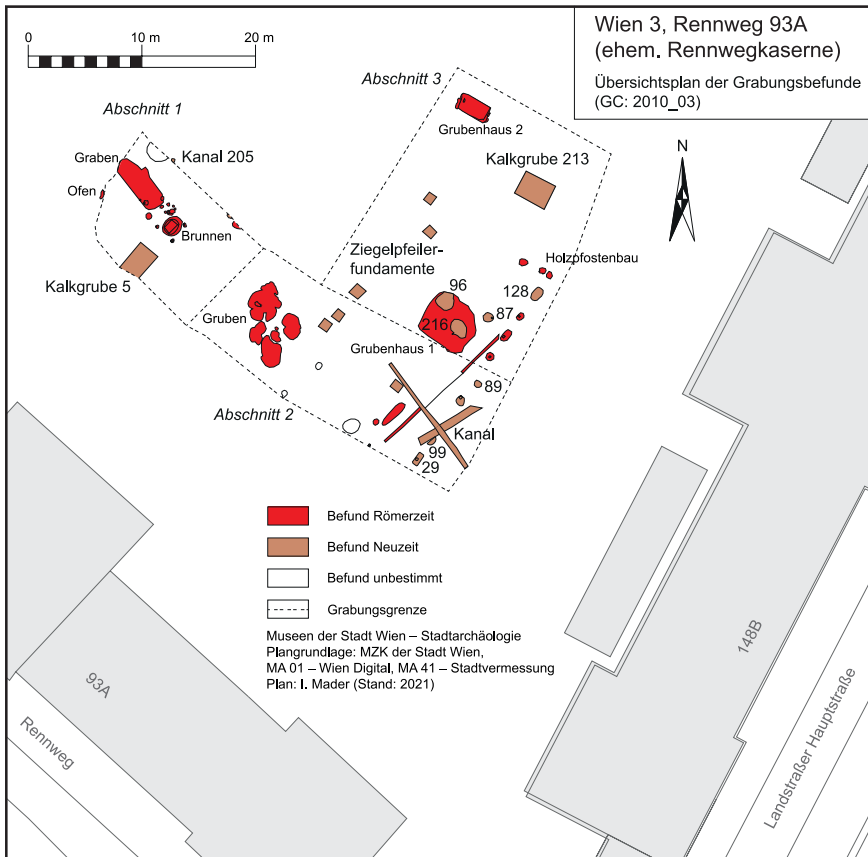 Wien 3, Rennweg 93A
(ehem. Rennwegkaserne)
Übersichtsplan der Grabungsbefunde
(GC: 2010_03)
0
10 m
20 m
N
Abschnitt 1
Graben
Kanal 205
Ofen
Brunnen
Kalkgrube 5
Abschnitt 3
Grubenhaus 2
Kalkgrube 213
Ziegelpfeiler-
fundamente
Holzpfostenbau
96
128
87
216
Grubenhaus 1
Gruben
Abschnitt 2
89
Kanal
99
29
Befund Römerzeit
Befund Neuzeit
Befund unbestimmt
Grabungsgrenze
Museen der Stadt Wien – Stadtarchäologie
Plangrundlage: MZK der Stadt Wien,
MA 01 – Wien Digital, MA 41 – Stadtvermessung
Plan: I. Mader (Stand: 2021)
93A
Rennweg
148B
Landstraßer Hauptstraße